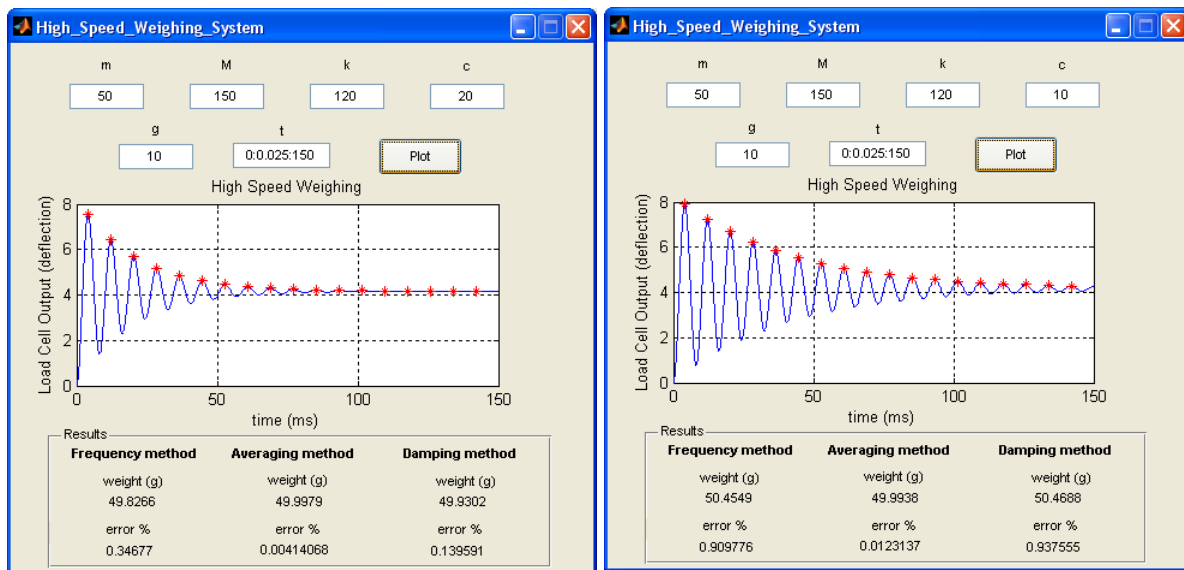 High_Speed_Weighing_System
m M k c
50 150 120 20
g t
10 0:0.025:150 Plot
High Speed Weighing
Load Cell Output (deflection)
8
6
4
2
0
0 50 100 150
time (ms)
Results
Frequency method Averaging method Damping method
weight (g) weight (g) weight (g)
49.8266 49.9979 49.9302
error % error % error %
0.34677 0.00414068 0.139591
High_Speed_Weighing_System
m M k c
50 150 120 10
g t
10 0:0.025:150 Plot
High Speed Weighing
Load Cell Output (deflection)
8
6
4
2
0
0 50 100 150
time (ms)
Results
Frequency method Averaging method Damping method
weight (g) weight (g) weight (g)
50.4549 49.9938 50.4688
error % error % error %
0.909776 0.0123137 0.937555